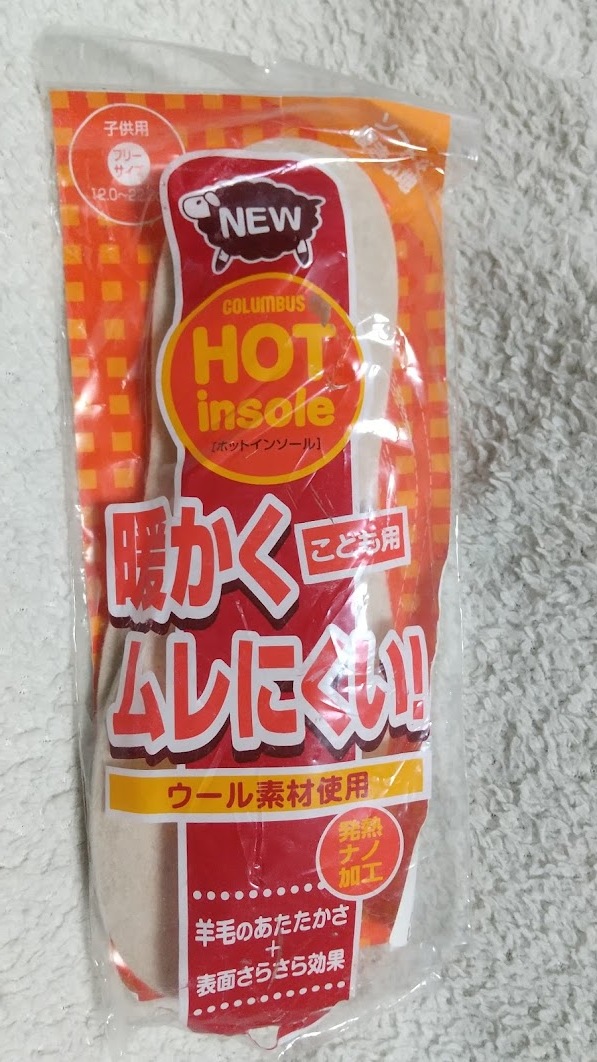 子供用
フリー
サイズ
NEW
COLUMBUS
HOT
insole
[ホットインソール]
暖かく
こども用
ムレにくい!
ウール素材使用
発熱
ナノ
加工
羊毛のあたたかさ
+
表面さらさら効果